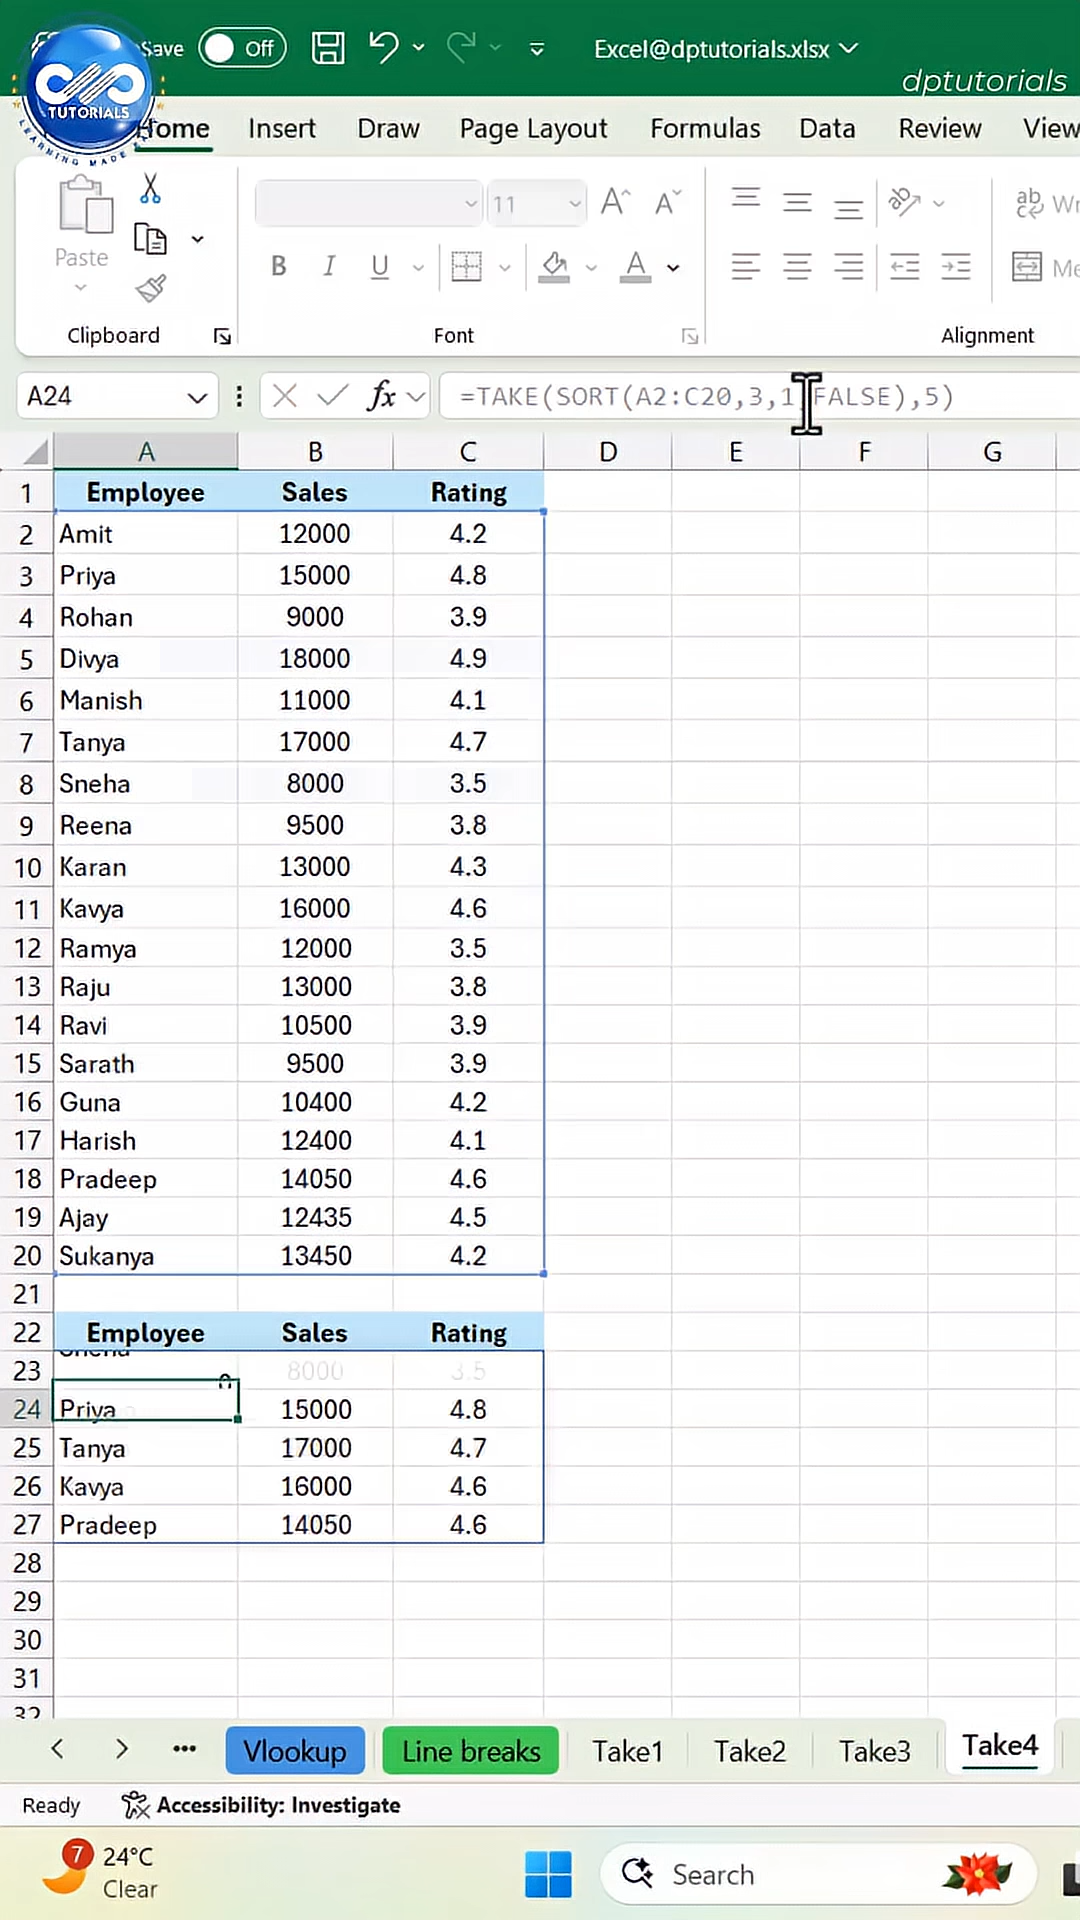 Save Off Excel@dptutorials.xlsx
dptutorials
TUTORIALS
LEARNING MADE
Home Insert Draw Page Layout Formulas Data Review View
11
Paste B I U A
ab Wr
Me
Clipboard Font Alignment
A24 fx =TAKE(SORT(A2:C20,3,1,FALSE),5)
A B C D E F G
1 Employee Sales Rating
2 Amit 12000 4.2
3 Priya 15000 4.8
4 Rohan 9000 3.9
5 Divya 18000 4.9
6 Manish 11000 4.1
7 Tanya 17000 4.7
8 Sneha 8000 3.5
9 Reena 9500 3.8
10 Karan 13000 4.3
11 Kavya 16000 4.6
12 Ramya 12000 3.5
13 Raju 13000 3.8
14 Ravi 10500 3.9
15 Sarath 9500 3.9
16 Guna 10400 4.2
17 Harish 12400 4.1
18 Pradeep 14050 4.6
19 Ajay 12435 4.5
20 Sukanya 13450 4.2
21
22 Employee Sales Rating
23 8000 3.5
24 Priya 15000 4.8
25 Tanya 17000 4.7
26 Kavya 16000 4.6
27 Pradeep 14050 4.6
28
29
30
31
32
Vlookup Line breaks Take1 Take2 Take3 Take4
Ready Accessibility: Investigate
7 24°C
Clear
Search